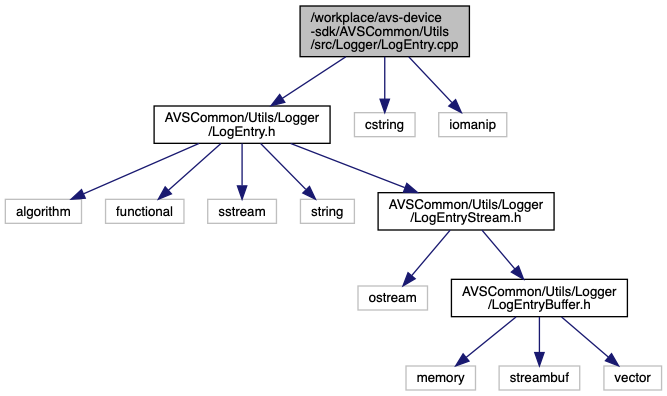 /workplace/avs-device
-sdk/AVSCommon/Utils
/src/Logger/LogEntry.cpp
AVSCommon/Utils/Logger
/LogEntry.h
cstring
iomanip
algorithm
functional
sstream
string
AVSCommon/Utils/Logger
/LogEntryStream.h
ostream
AVSCommon/Utils/Logger
/LogEntryBuffer.h
memory
streambuf
vector